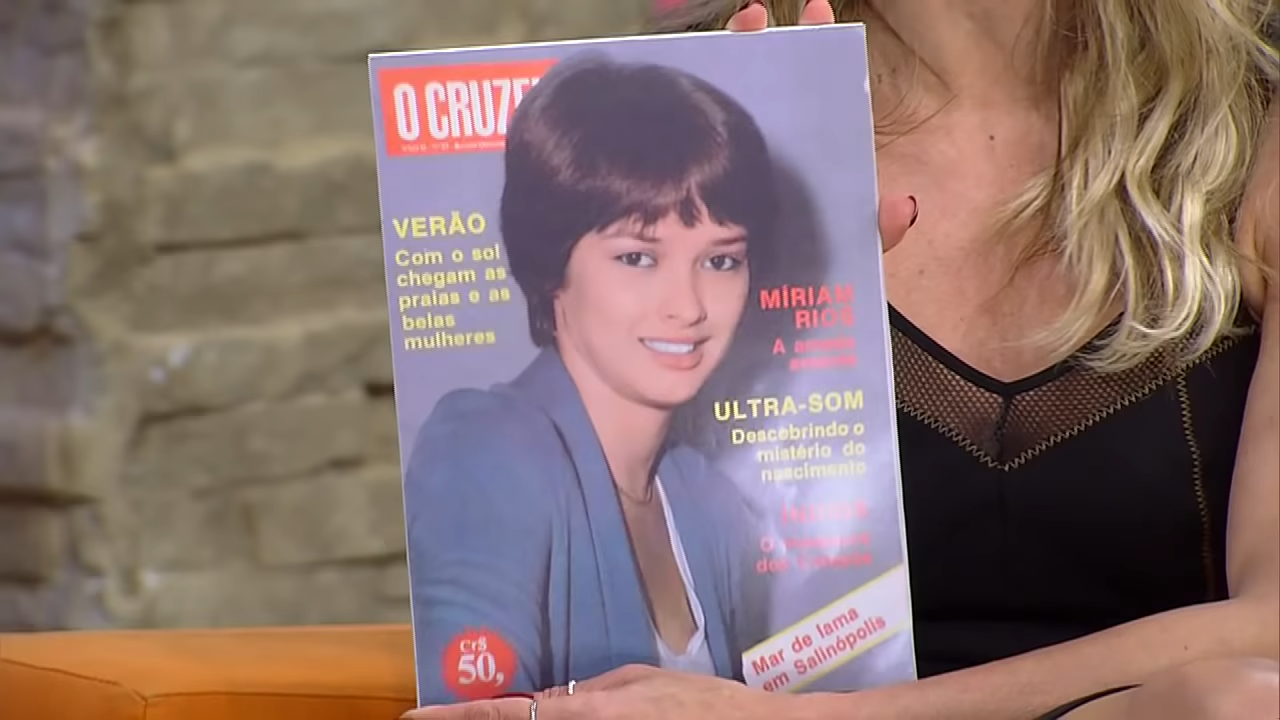 O CRUZE
VERÃO
Com o sol
chegam as
praias e as
belas
mulheres
MÍRIAM
RIOS
A
ULTRA-SOM
Descobrindo o
mistério do
nascimento
O
dos
Mar de lama
em Salinópolis
Cr$
50,